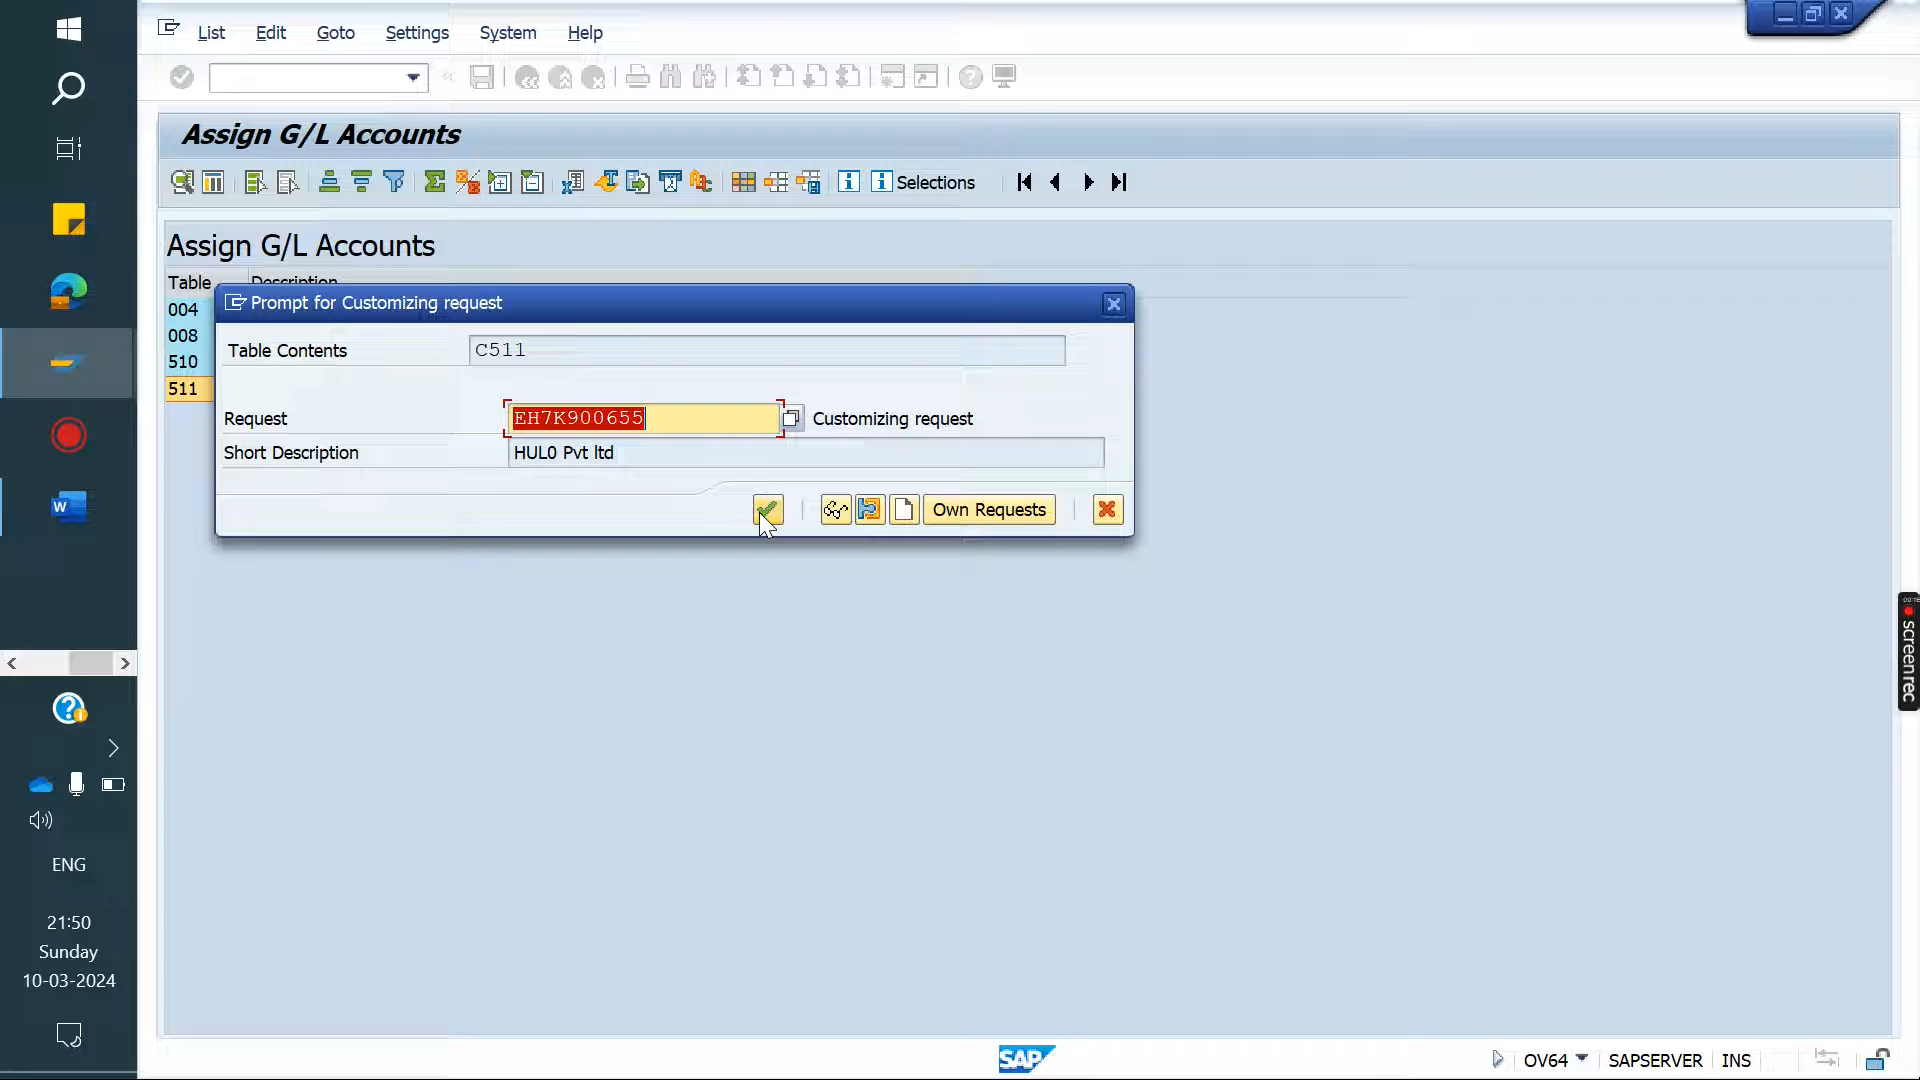 List Edit Goto Settings System Help
Assign G/L Accounts
Selections
Assign G/L Accounts
Table Description
004
008
510
511
Prompt for Customizing request
Table Contents C511
Request EH7K900655 Customizing request
Short Description HUL0 Pvt ltd
Own Requests
screenrec
W
ENG
21:50
Sunday
10-03-2024
SAP
OV64 SAPSERVER INS